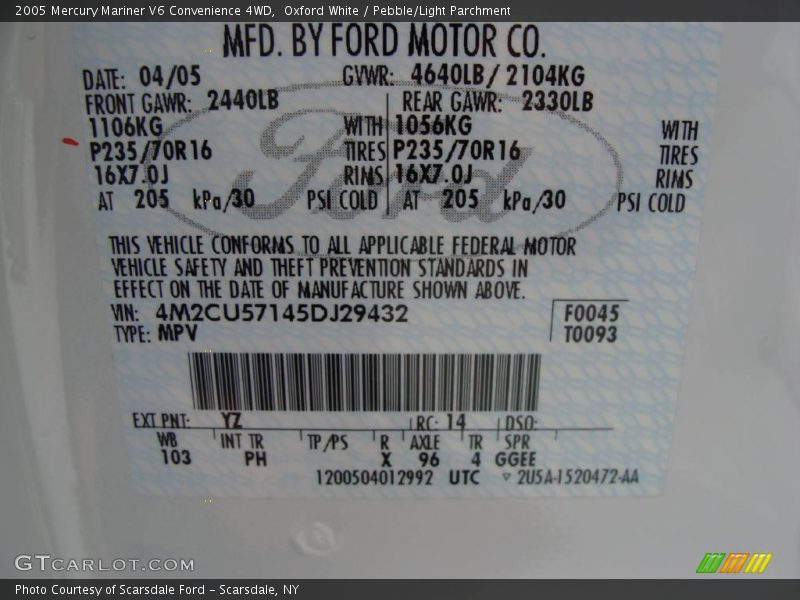 2005 Mercury Mariner V6 Convenience 4WD,  Oxford White / Pebble/Light Parchment
MFD. BY FORD MOTOR CO.
DATE: 04/05 GVWR: 4640LB/ 2104KG
FRONT GAWR: 2440LB REAR GAWR: 2330LB
1106KG WITH 1056KG WITH
P235/70R16 TIRES P235/70R16 TIRES
16X7.0J RIMS 16X7.0J RIMS
AT 205 kPa/30 PSI COLD AT 205 kPa/30 PSI COLD
Ford
THIS VEHICLE CONFORMS TO ALL APPLICABLE FEDERAL MOTOR
VEHICLE SAFETY AND THEFT PREVENTION STANDARDS IN
EFFECT ON THE DATE OF MANUFACTURE SHOWN ABOVE.
VIN: 4M2CU57145DJ29432 F0045
TYPE: MPV T0093
EXT PNT: YZ RC: 14 DSO:
WB INT TR TP/PS R AXLE TR SPR
103 PH X 96 4 GGEE
1200504012992 UTC ▽ 2U5A-1520472-AA
GTCARLOT.COM
Photo Courtesy of Scarsdale Ford - Scarsdale, NY